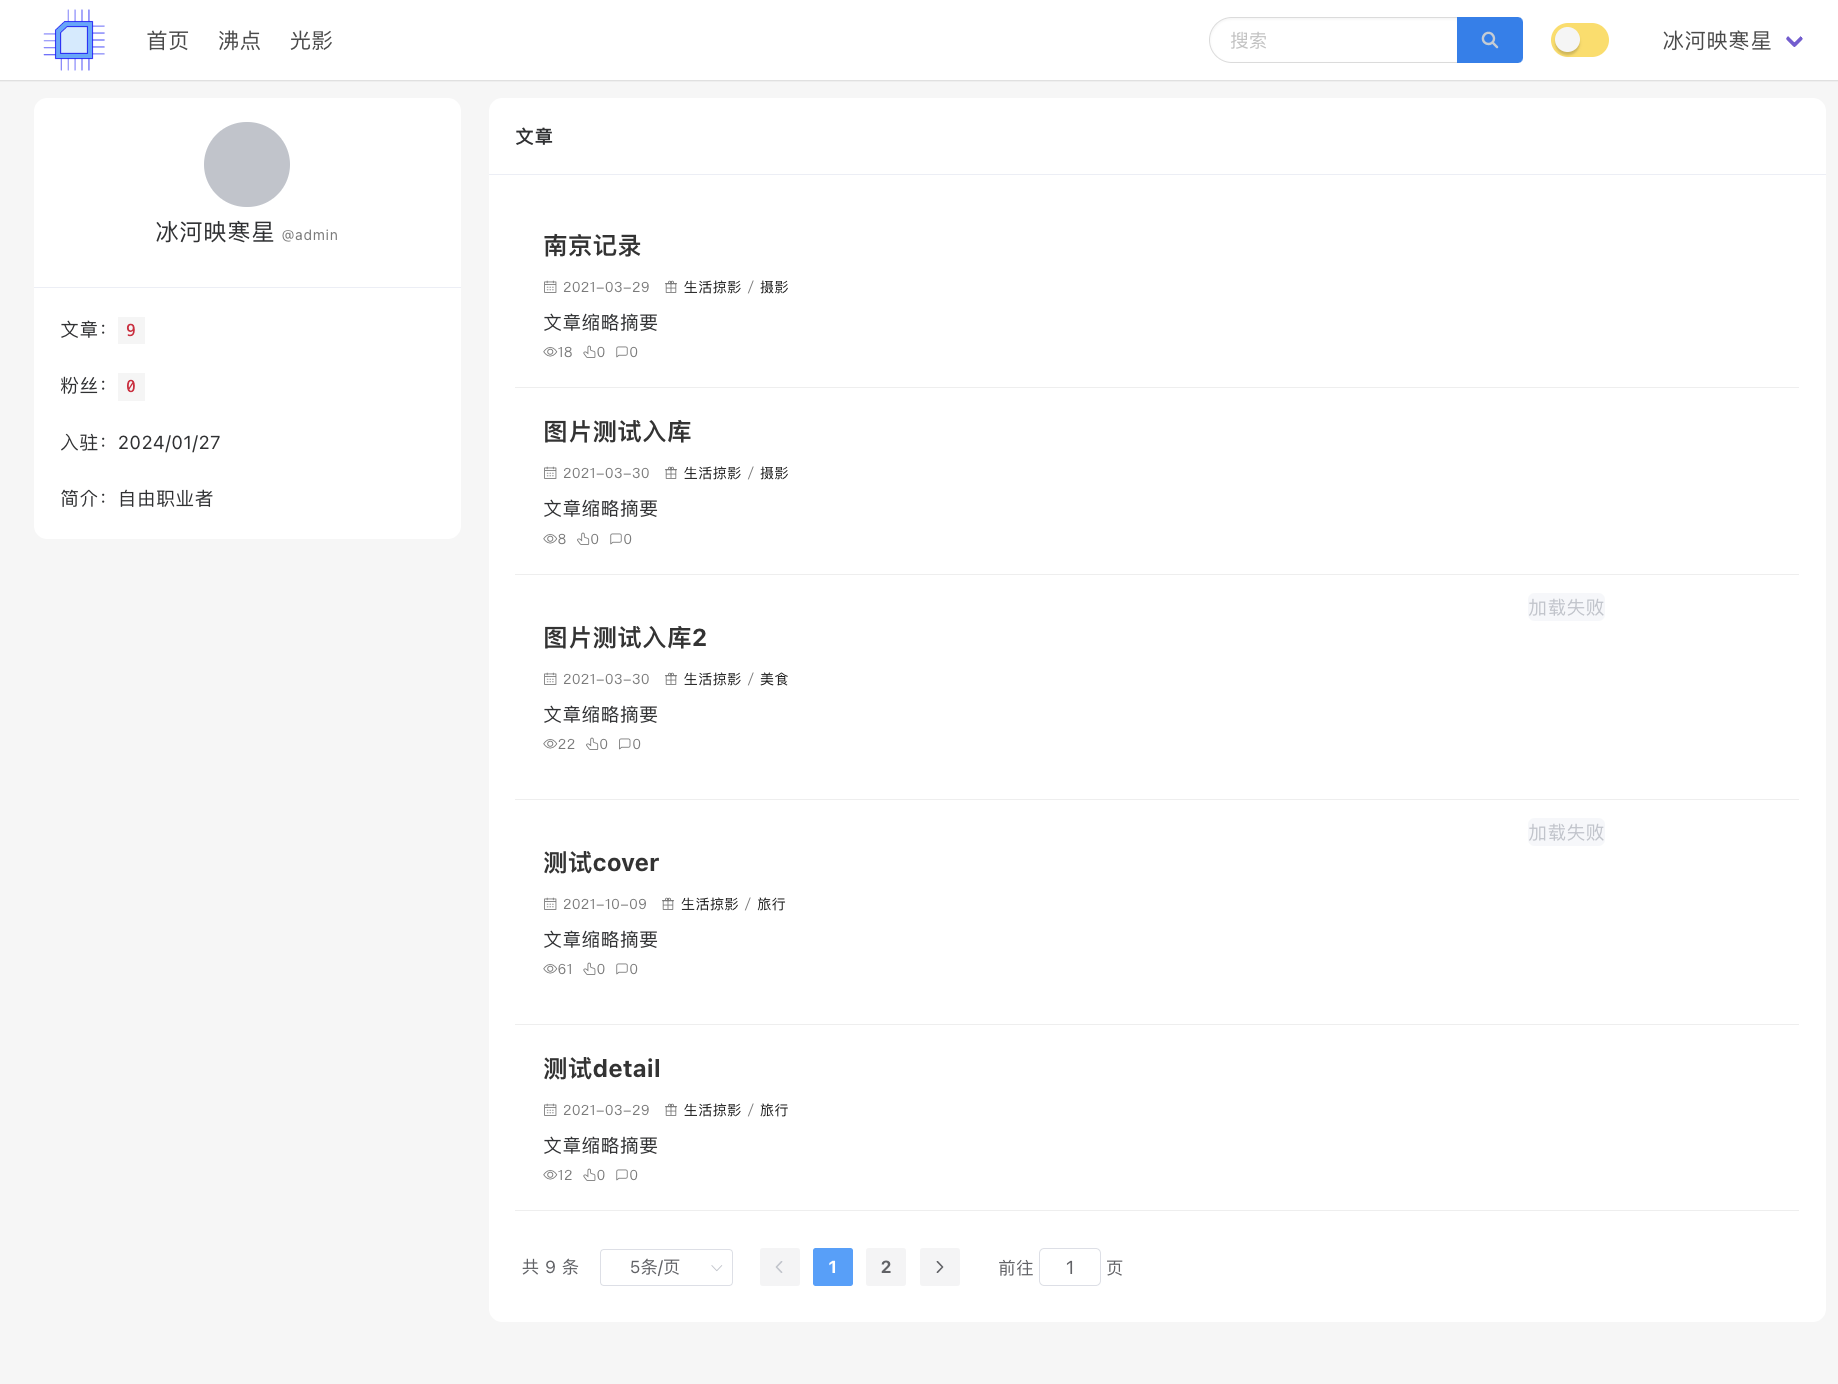 首页 沸点 光影 搜索 冰河映寒星
冰河映寒星 @admin
文章： 9
粉丝： 0
入驻： 2024/01/27
简介： 自由职业者
文章
南京记录
2021-03-29 生活掠影 / 摄影
文章缩略摘要
18 0 0
图片测试入库
2021-03-30 生活掠影 / 摄影
文章缩略摘要
8 0 0
加载失败
图片测试入库2
2021-03-30 生活掠影 / 美食
文章缩略摘要
22 0 0
加载失败
测试cover
2021-10-09 生活掠影 / 旅行
文章缩略摘要
61 0 0
测试detail
2021-03-29 生活掠影 / 旅行
文章缩略摘要
12 0 0
共 9 条 5条/页 1 2 前往 1 页